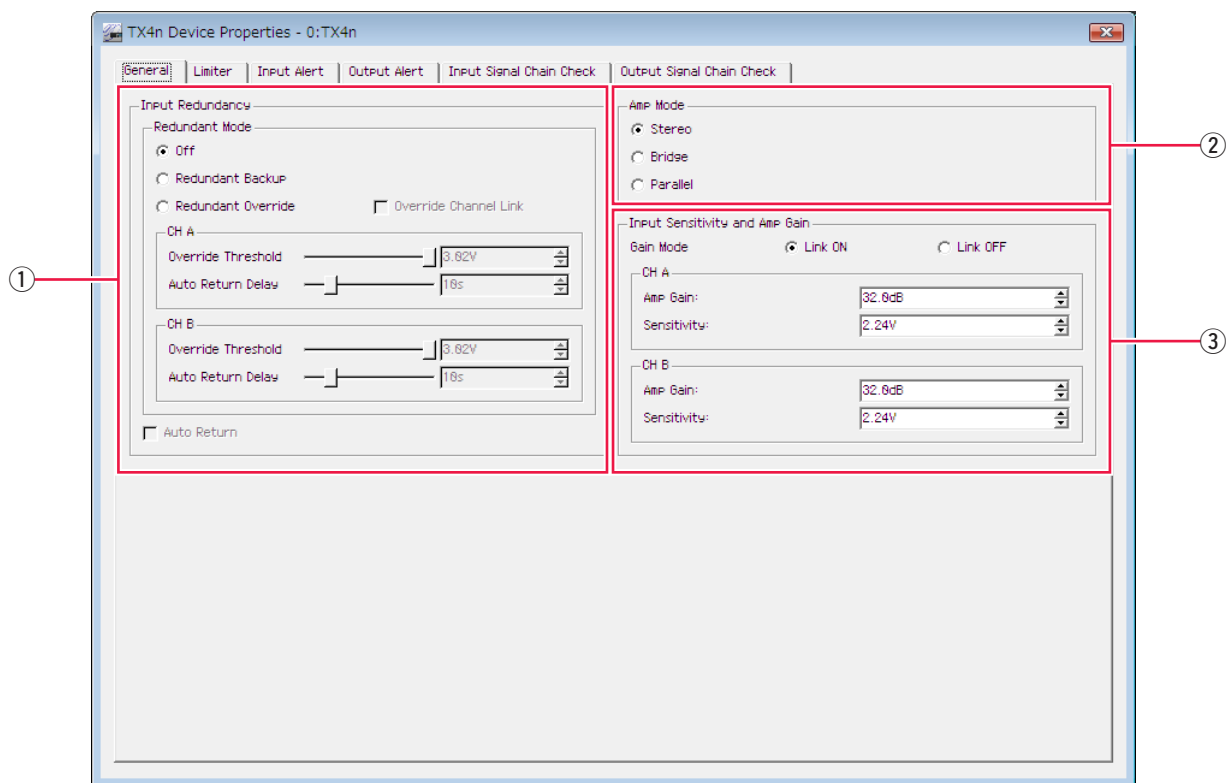 TX4n Device Properties - 0:TX4n
General Limiter Input Alert Output Alert Input Signal Chain Check Output Signal Chain Check
Input Redundancy
Redundant Mode
Off
Redundant Backup
Redundant Override Override Channel Link
CH A
Override Threshold 3.02V
Auto Return Delay 10s
CH B
Override Threshold 3.02V
Auto Return Delay 10s
Auto Return
①
Amp Mode
Stereo
Bridge
Parallel
②
Input Sensitivity and Amp Gain
Gain Mode Link ON Link OFF
CH A
Amp Gain: 32.0dB
Sensitivity: 2.24V
CH B
Amp Gain: 32.0dB
Sensitivity: 2.24V
③